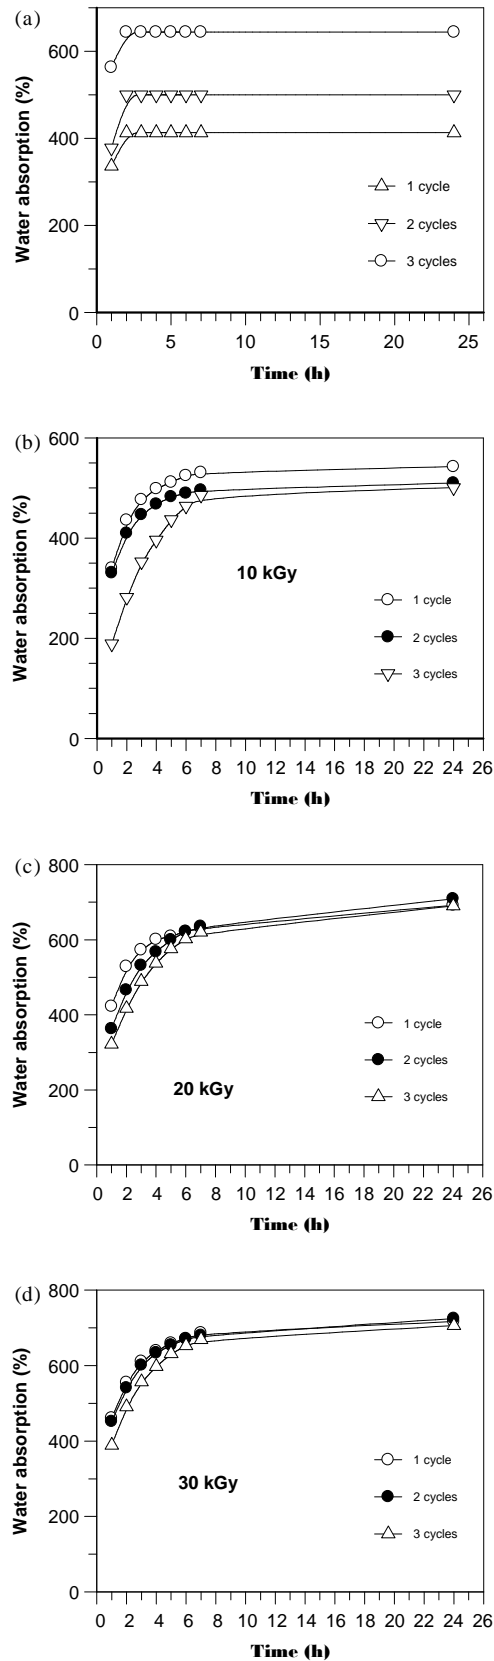 (a)
Water absorption (%)
600
400
200
0
0 5 10 15 20 25
Time (h)
1 cycle
2 cycles
3 cycles
(b)
Water absorption (%)
600
400
200
0
0 2 4 6 8 10 12 14 16 18 20 22 24 26
Time (h)
10 kGy
1 cycle
2 cycles
3 cycles
(c)
Water absorption (%)
800
600
400
200
0
0 2 4 6 8 10 12 14 16 18 20 22 24 26
Time (h)
20 kGy
1 cycle
2 cycles
3 cycles
(d)
Water absorption (%)
800
600
400
200
0
0 2 4 6 8 10 12 14 16 18 20 22 24 26
Time (h)
30 kGy
1 cycle
2 cycles
3 cycles